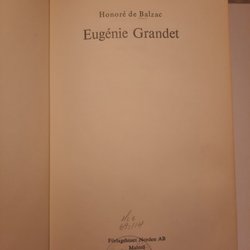 Honoré de Balzac
Eugénie Grandet
Förlagshuset Norden AB
Malmö